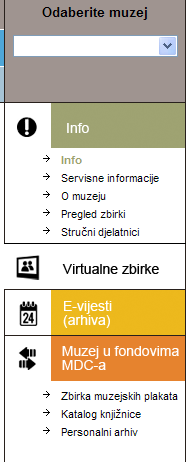 Odaberite muzej
Info
Info
Servisne informacije
O muzeju
Pregled zbirki
Stručni djelatnici
Virtualne zbirke
24
E-vijesti
(arhiva)
Muzej u fondovima
MDC-a
Zbirka muzejskih plakata
Katalog knjižnice
Personalni arhiv